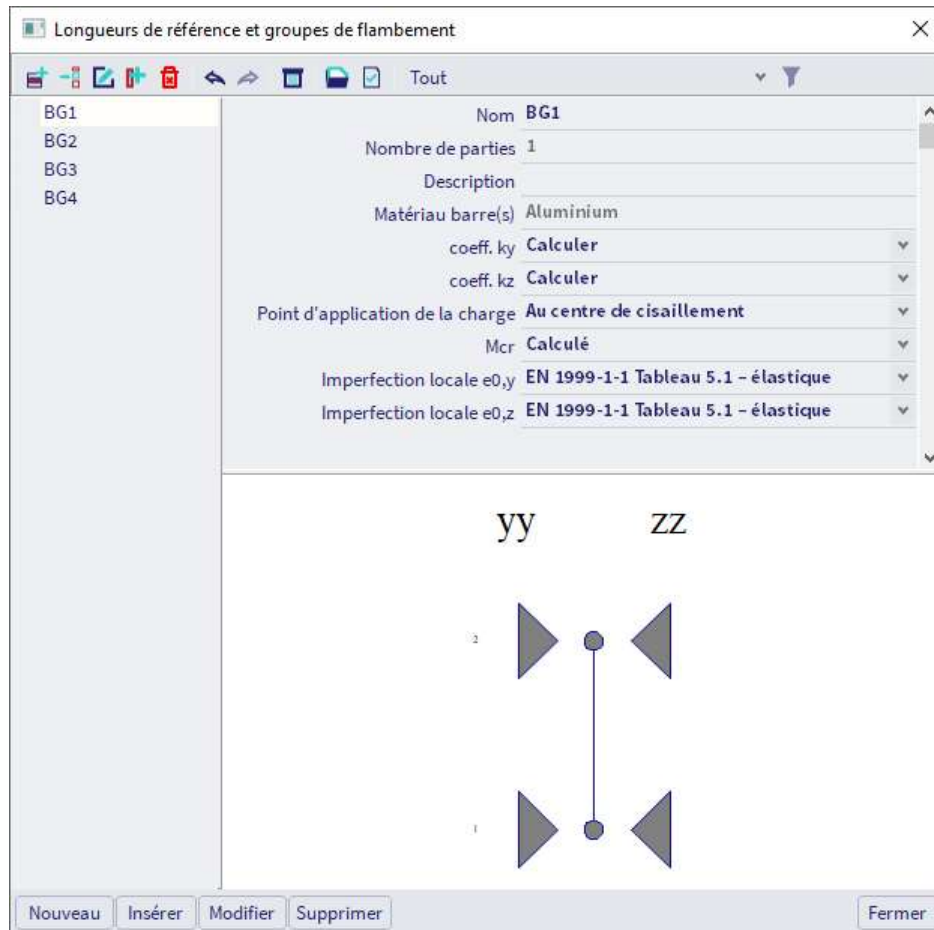 Longueurs de référence et groupes de flambement
Tout
BG1
BG2
BG3
BG4
Nom BG1
Nombre de parties 1
Description
Matériau barre(s) Aluminium
coeff. ky Calculer
coeff. kz Calculer
Point d'application de la charge Au centre de cisaillement
Mcr Calculé
Imperfection locale e0,y EN 1999-1-1 Tableau 5.1 – élastique
Imperfection locale e0,z EN 1999-1-1 Tableau 5.1 – élastique
yy zz
2
1
Nouveau Insérer Modifier Supprimer Fermer